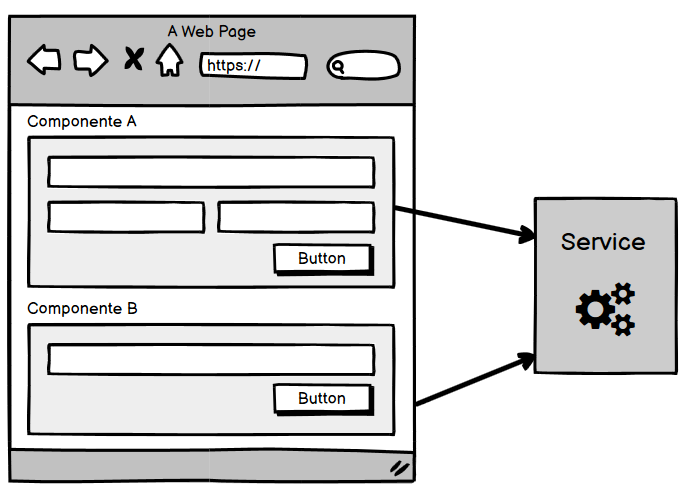 A Web Page
https://
Componente A
Button
Service
Componente B
Button